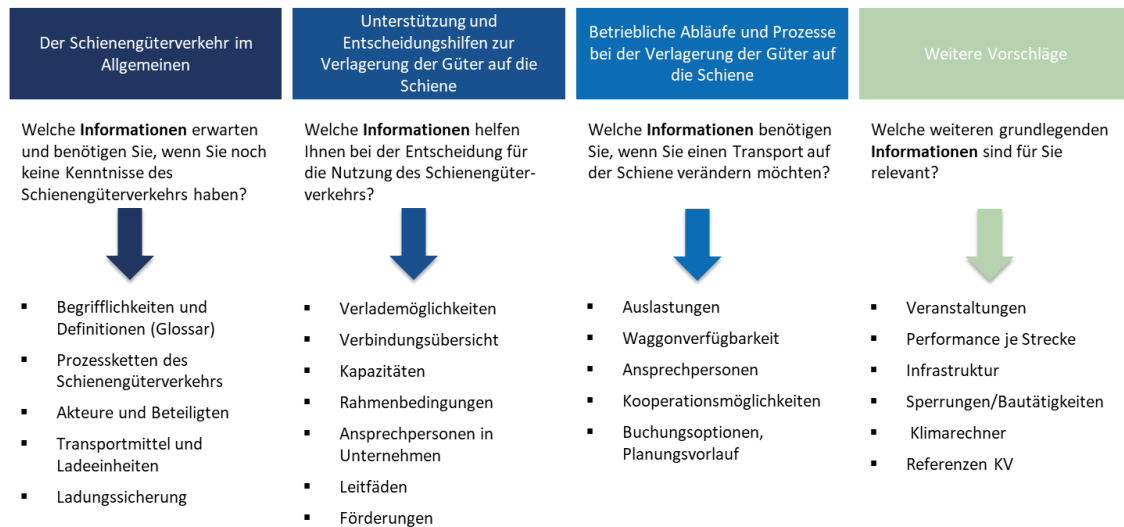 Der Schienengüterverkehr im
Allgemeinen
Welche Informationen erwarten
und benötigen Sie, wenn Sie noch
keine Kenntnisse des
Schienengüterverkehrs haben?
▪ Begrifflichkeiten und
Definitionen (Glossar)
▪ Prozessketten des
Schienengüterverkehrs
▪ Akteure und Beteiligten
▪ Transportmittel und
Ladeeinheiten
▪ Ladungssicherung
Unterstützung und
Entscheidungshilfen zur
Verlagerung der Güter auf die
Schiene
Welche Informationen helfen
Ihnen bei der Entscheidung für
die Nutzung des Schienengüter-
verkehrs?
▪ Verlademöglichkeiten
▪ Verbindungsübersicht
▪ Kapazitäten
▪ Rahmenbedingungen
▪ Ansprechpersonen in
Unternehmen
▪ Leitfäden
▪ Förderungen
Betriebliche Abläufe und Prozesse
bei der Verlagerung der Güter auf
die Schiene
Welche Informationen benötigen
Sie, wenn Sie einen Transport auf
der Schiene verändern möchten?
▪ Auslastungen
▪ Waggonverfügbarkeit
▪ Ansprechpersonen
▪ Kooperationsmöglichkeiten
▪ Buchungsoptionen,
Planungsvorlauf
Weitere Vorschläge
Welche weiteren grundlegenden
Informationen sind für Sie
relevant?
▪ Veranstaltungen
▪ Performance je Strecke
▪ Infrastruktur
▪ Sperrungen/Bautätigkeiten
▪ Klimarechner
▪ Referenzen KV